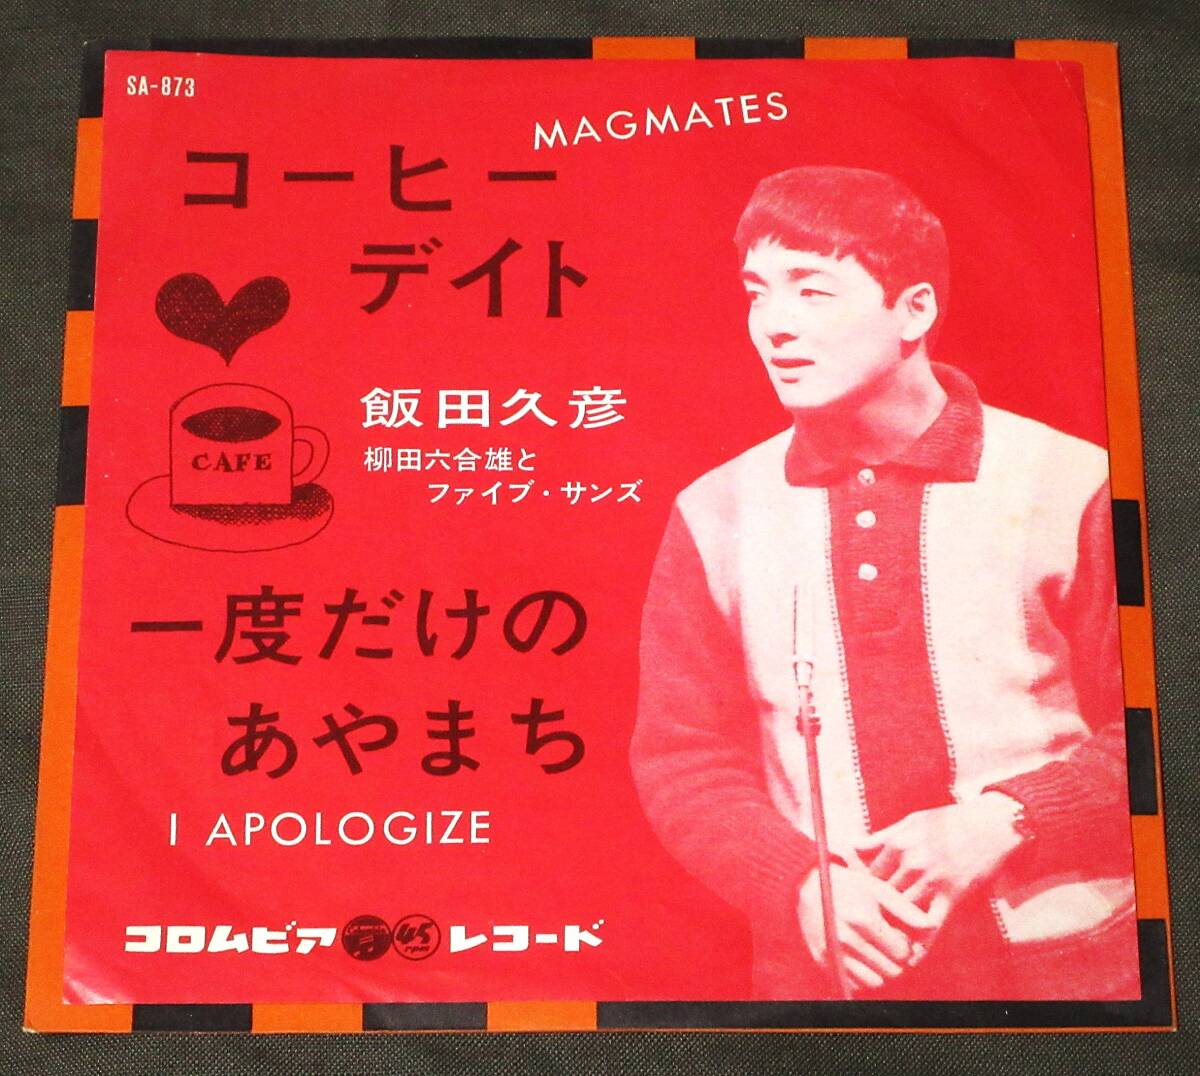 SA-873
MAGMATES
コーヒー
デイト
CAFE
飯田久彦
柳田六合雄と
ファイブ・サンズ
一度だけの
あやまち
I APOLOGIZE
コロムビア 45 rpm レコード